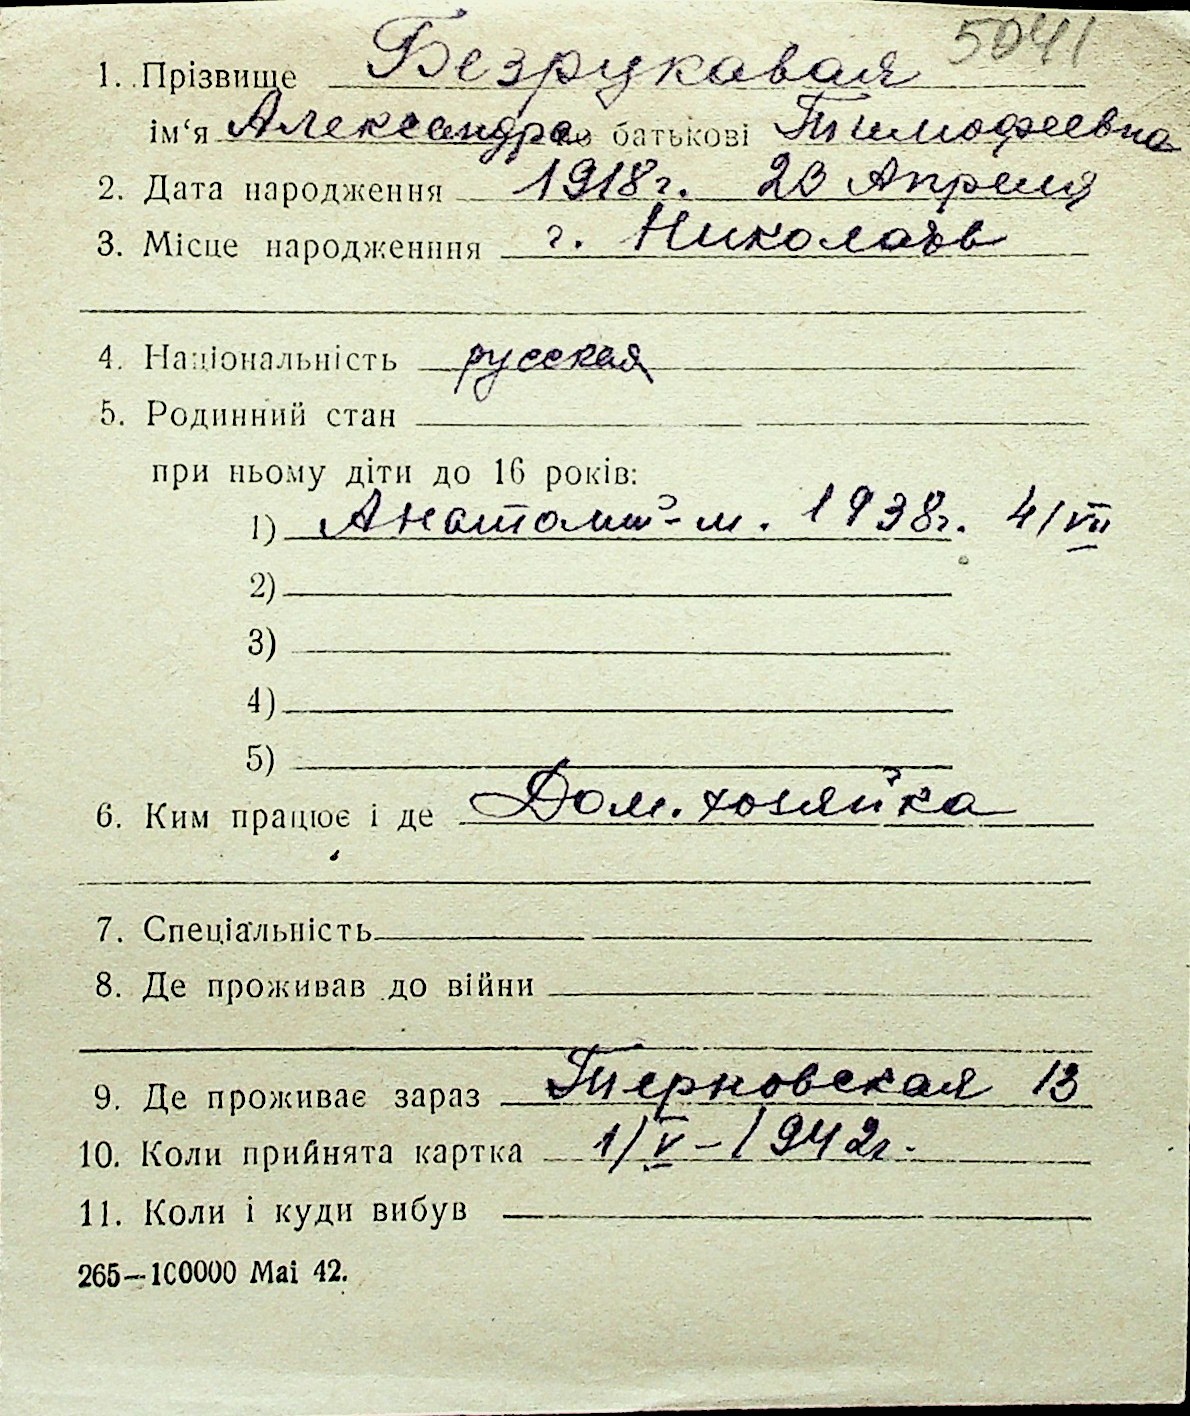 5041
1. Прізвище Безрукавая
ім‘я Александра по батькові Тимофеевна
2. Дата народження 1918г. 20 Апреля
3. Місце народженння г. Николаев
4. Національність русская
5. Родинний стан
при ньому діти до 16 років:
1) Анатолий-м. 1938г. 4/VII
2)
3)
4)
5)
6. Ким працює і де Дом. хозяйка
7. Спеціальність
8. Де проживав до війни
9. Де проживає зараз Терновская 13
10. Коли прийнята картка 1/V-1942г.
11. Коли і куди вибув
265—100000 Mai 42.